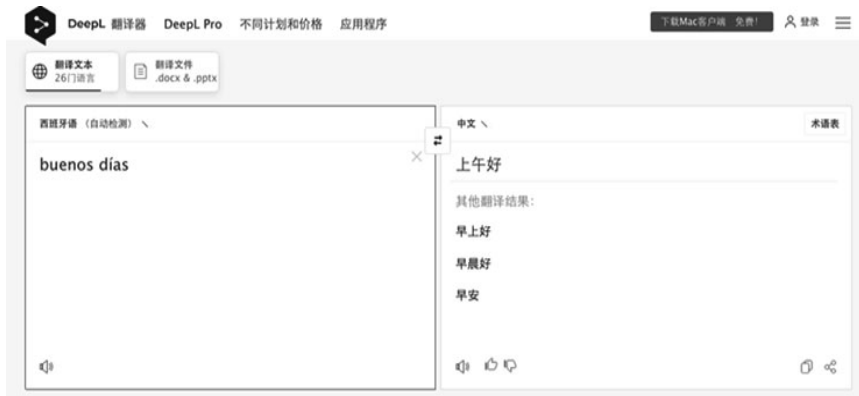 DeepL 翻译器 DeepL Pro 不同计划和价格 应用程序 下载Mac客户端 免费! 登录
翻译文本
26门语言
翻译文件
.docx & .pptx
西班牙语 (自动检测)
buenos días
中文 术语表
上午好
其他翻译结果:
早上好
早晨好
早安